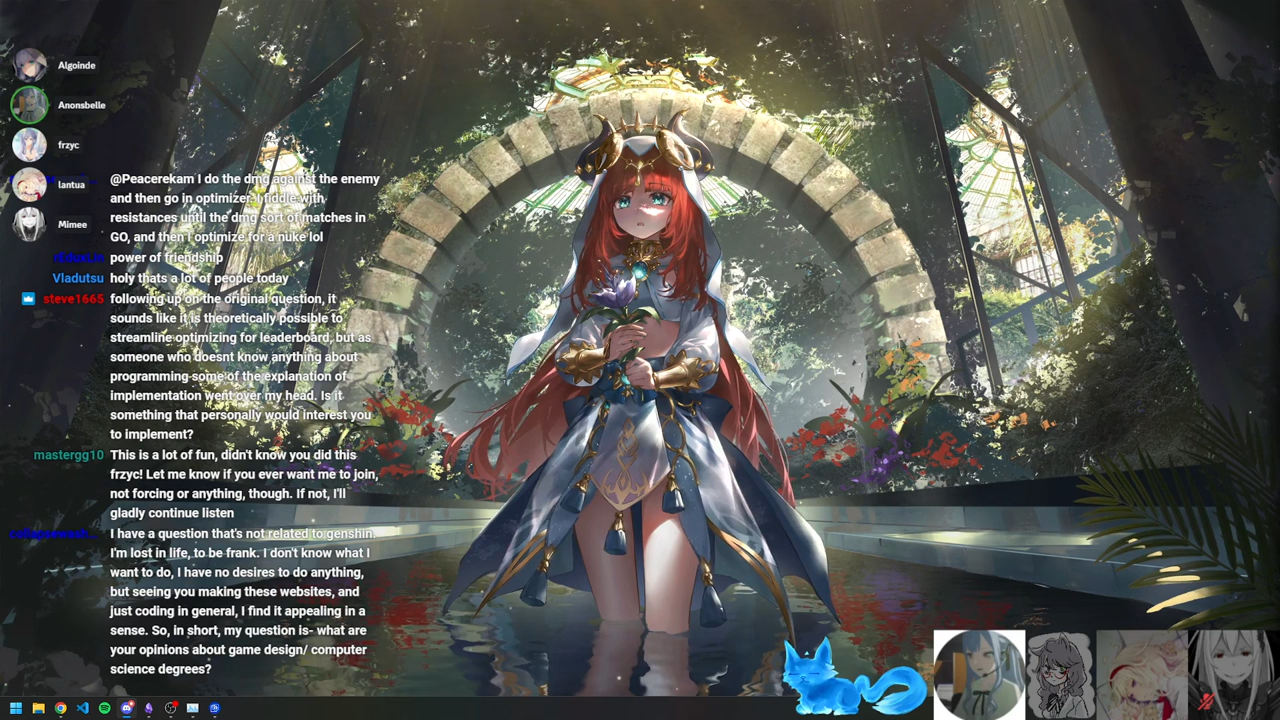 Algoinde
Anonsbelle
frzyc
lantua
Mimee
@Peacerekam I do the dmg against the enemy
and then go in optimizer. I fiddle with
resistances until the dmg sort of matches in
GO, and then I optimize for a nuke lol
power of friendship
Vladutsu holy thats a lot of people today
steve1665 following up on the original question, it
sounds like it is theoretically possible to
streamline optimizing for leaderboard, but as
someone who doesnt know anything about
programming some of the explanation of
implementation went over my head. Is it
something that personally would interest you
to implement?
mastergg10 This is a lot of fun, didn't know you did this
frzyc! Let me know if you ever want me to join,
not forcing or anything, though. If not, I'll
gladly continue listen
I have a question that's not related to genshin.
I'm lost in life, to be frank. I don't know what I
want to do, I have no desires to do anything,
but seeing you making these websites, and
just coding in general, I find it appealing in a
sense. So, in short, my question is- what are
your opinions about game design/ computer
science degrees?